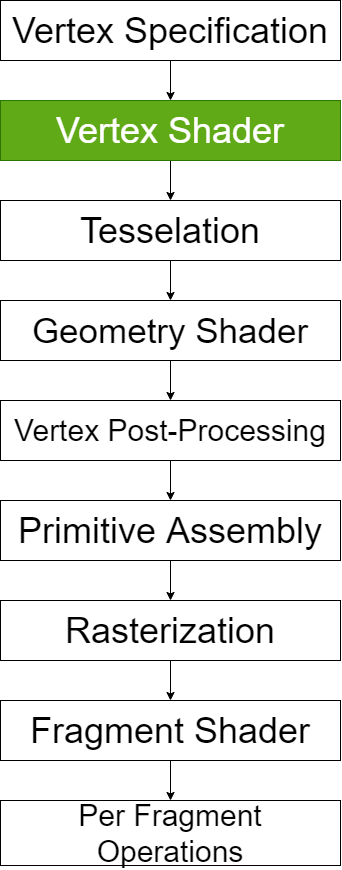 Vertex Specification
Vertex Shader
Tesselation
Geometry Shader
Vertex Post-Processing
Primitive Assembly
Rasterization
Fragment Shader
Per Fragment
Operations